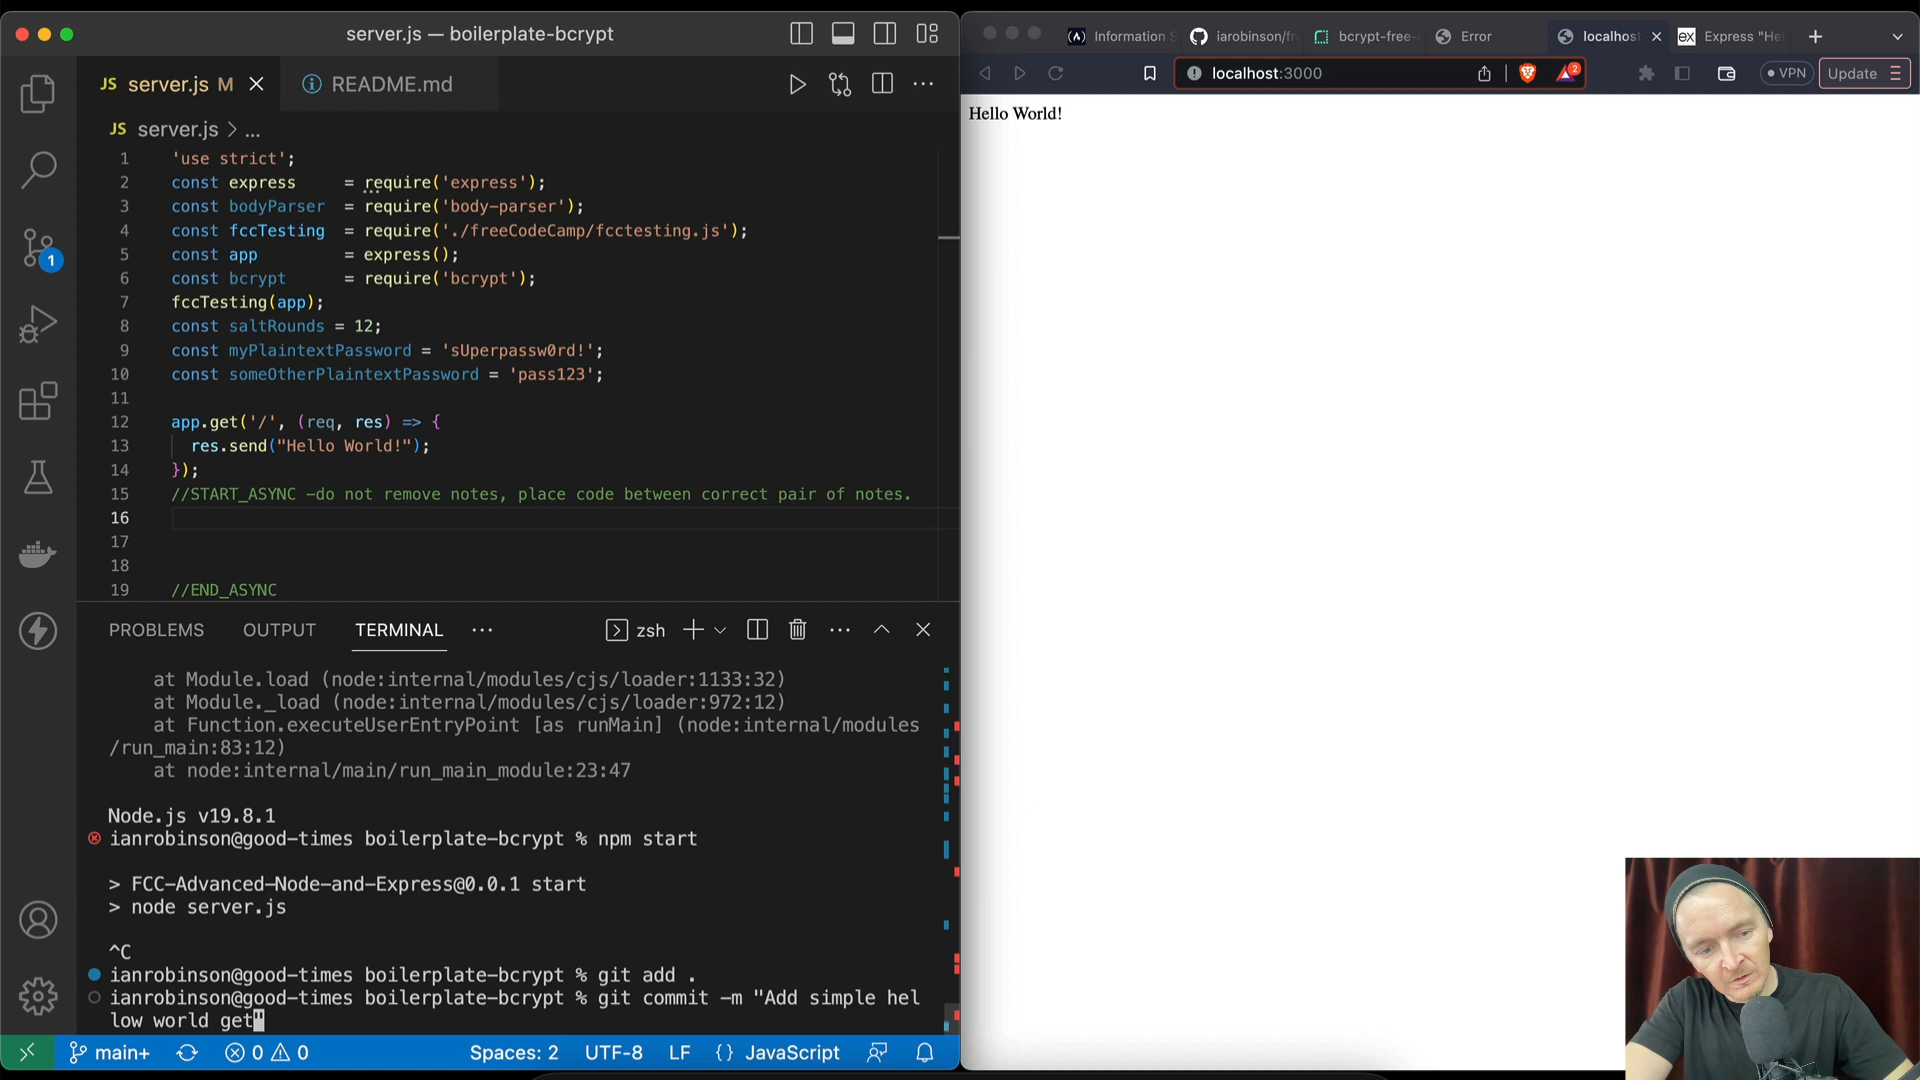 server.js — boilerplate-bcrypt
JS server.js M
README.md
JS server.js > ...
1 'use strict';
2 const express = require('express');
3 const bodyParser = require('body-parser');
4 const fccTesting = require('./freeCodeCamp/fcctesting.js');
5 const app = express();
6 const bcrypt = require('bcrypt');
7 fccTesting(app);
8 const saltRounds = 12;
9 const myPlaintextPassword = 'sUperpassw0rd!';
10 const someOtherPlaintextPassword = 'pass123';
11
12 app.get('/', (req, res) => {
13 res.send("Hello World!");
14 });
15 //START_ASYNC -do not remove notes, place code between correct pair of notes.
16
17
18
19 //END_ASYNC
1
PROBLEMS OUTPUT TERMINAL ... zsh
at Module.load (node:internal/modules/cjs/loader:1133:32)
at Module._load (node:internal/modules/cjs/loader:972:12)
at Function.executeUserEntryPoint [as runMain] (node:internal/modules
/run_main:83:12)
at node:internal/main/run_main_module:23:47
Node.js v19.8.1
ianrobinson@good-times boilerplate-bcrypt % npm start
> FCC-Advanced-Node-and-Express@0.0.1 start
> node server.js
^C
ianrobinson@good-times boilerplate-bcrypt % git add .
ianrobinson@good-times boilerplate-bcrypt % git commit -m "Add simple hel
low world get"
main+ 0 0 Spaces: 2 UTF-8 LF {} JavaScript
Information S iarobinson/fr bcrypt-free- Error localhost ex Express "Hel
localhost:3000 2 VPN Update
Hello World!